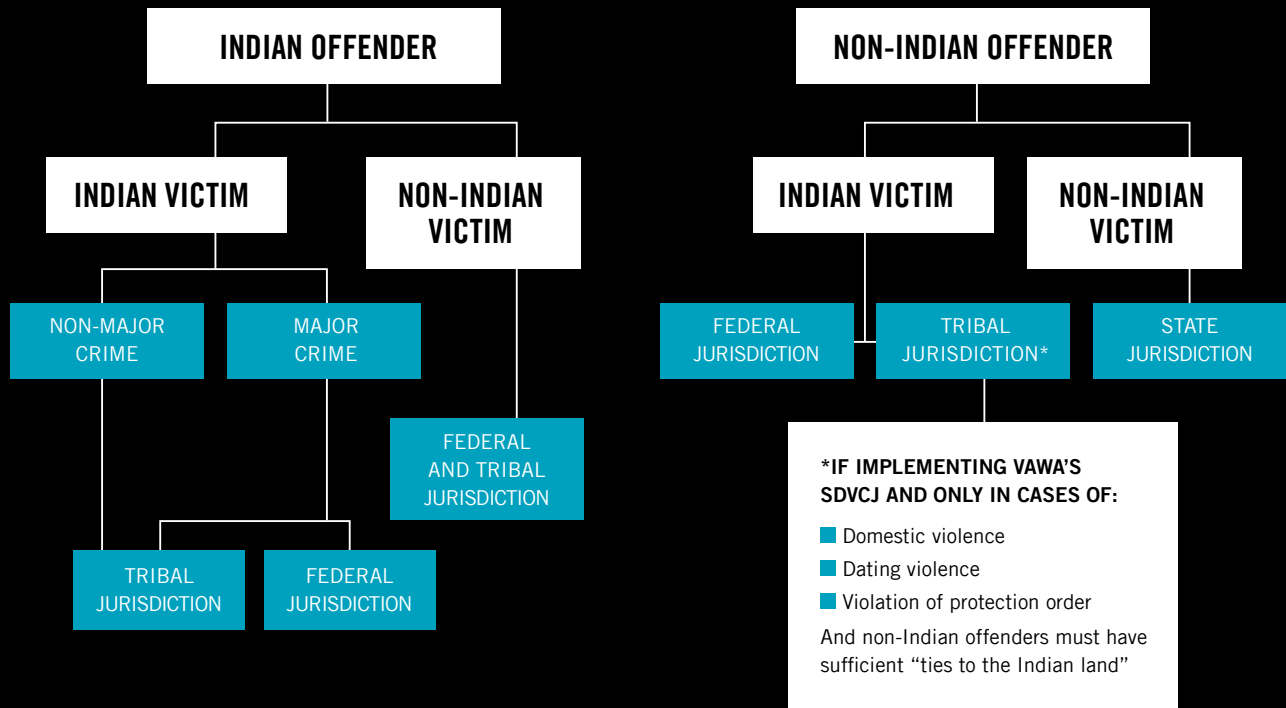 INDIAN OFFENDER
INDIAN VICTIM
NON-INDIAN
VICTIM
NON-MAJOR
CRIME
MAJOR
CRIME
FEDERAL
AND TRIBAL
JURISDICTION
TRIBAL
JURISDICTION
FEDERAL
JURISDICTION
NON-INDIAN OFFENDER
INDIAN VICTIM
NON-INDIAN
VICTIM
FEDERAL
JURISDICTION
TRIBAL
JURISDICTION*
STATE
JURISDICTION
*IF IMPLEMENTING VAWA'S
SDVCJ AND ONLY IN CASES OF:
Domestic violence
Dating violence
Violation of protection order
And non-Indian offenders must have
sufficient “ties to the Indian land”